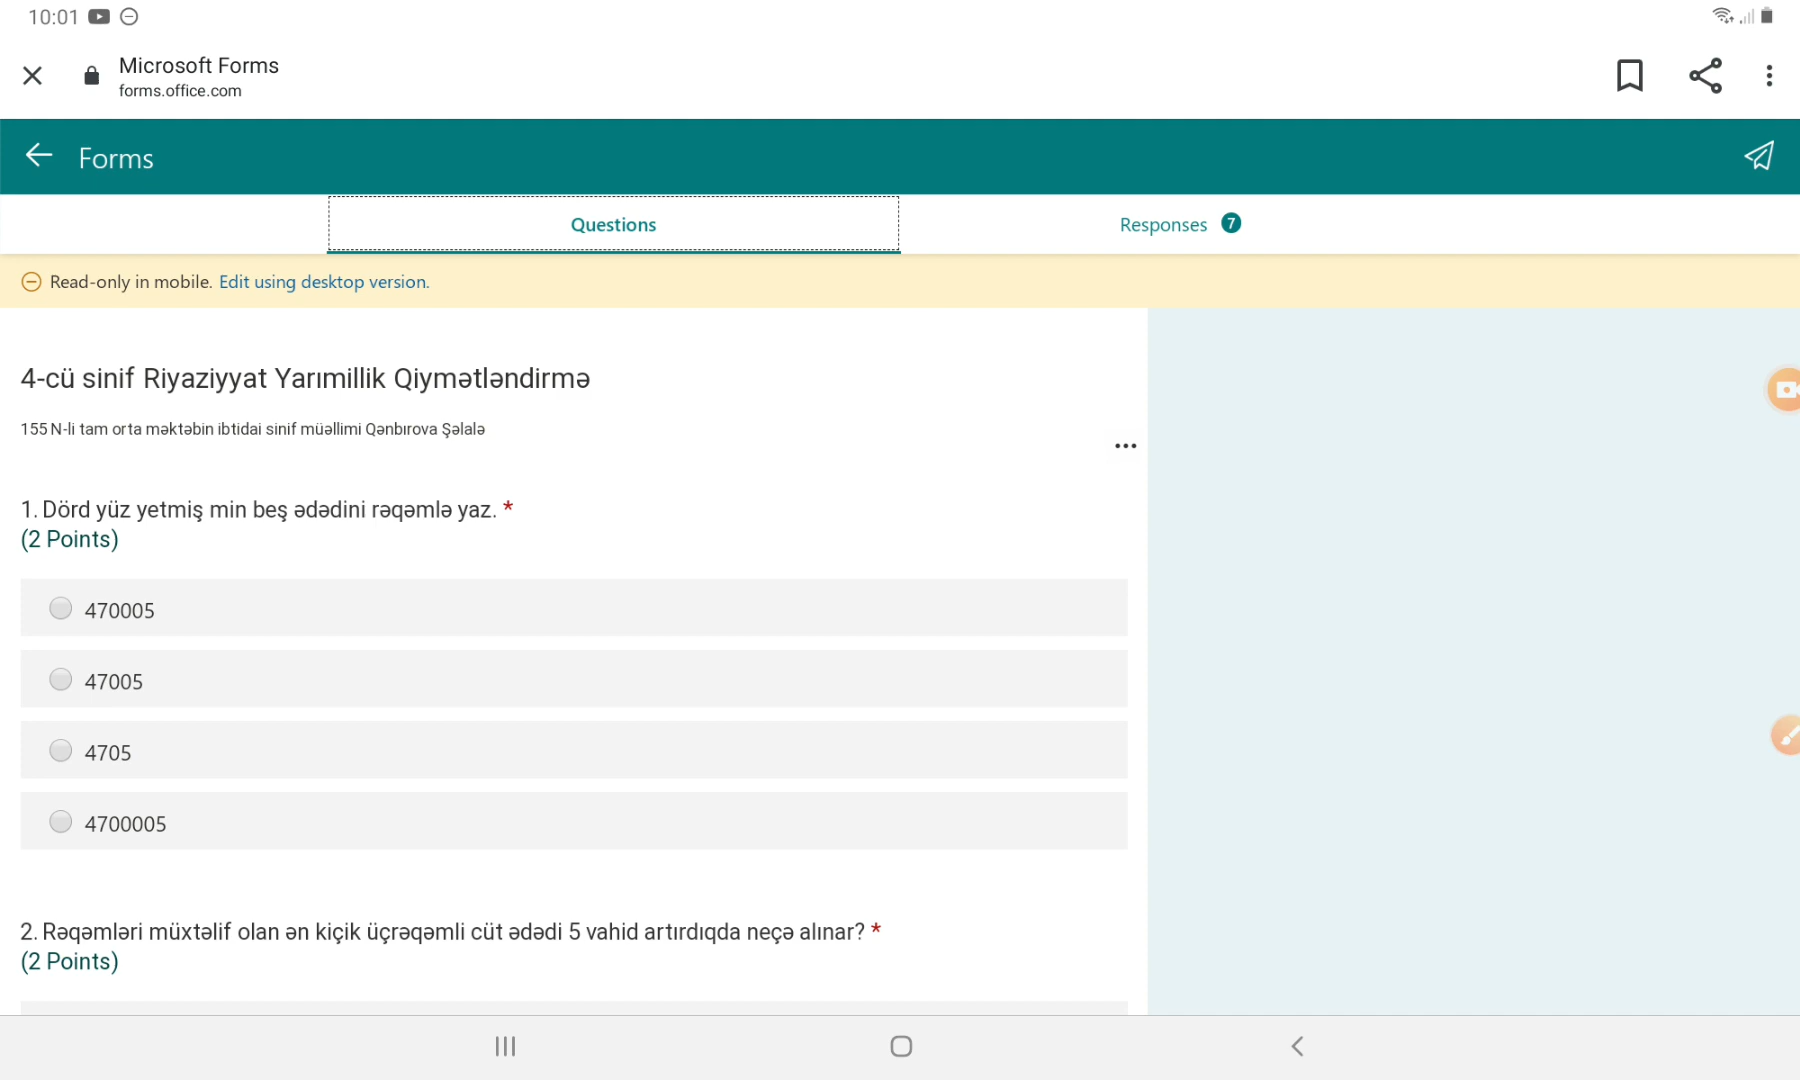 10:01
Microsoft Forms
forms.office.com
Forms
Questions
Responses 7
Read-only in mobile. Edit using desktop version.
4-cü sinif Riyaziyyat Yarımillik Qiymətləndirmə
155 N-li tam orta məktəbin ibtidai sinif müəllimi Qənbırova Şəlalə
1. Dörd yüz yetmiş min beş ədədini rəqəmlə yaz. *
(2 Points)
470005
47005
4705
4700005
2. Rəqəmləri müxtəlif olan ən kiçik üçrəqəmli cüt ədədi 5 vahid artırdıqda neçə alınar? *
(2 Points)